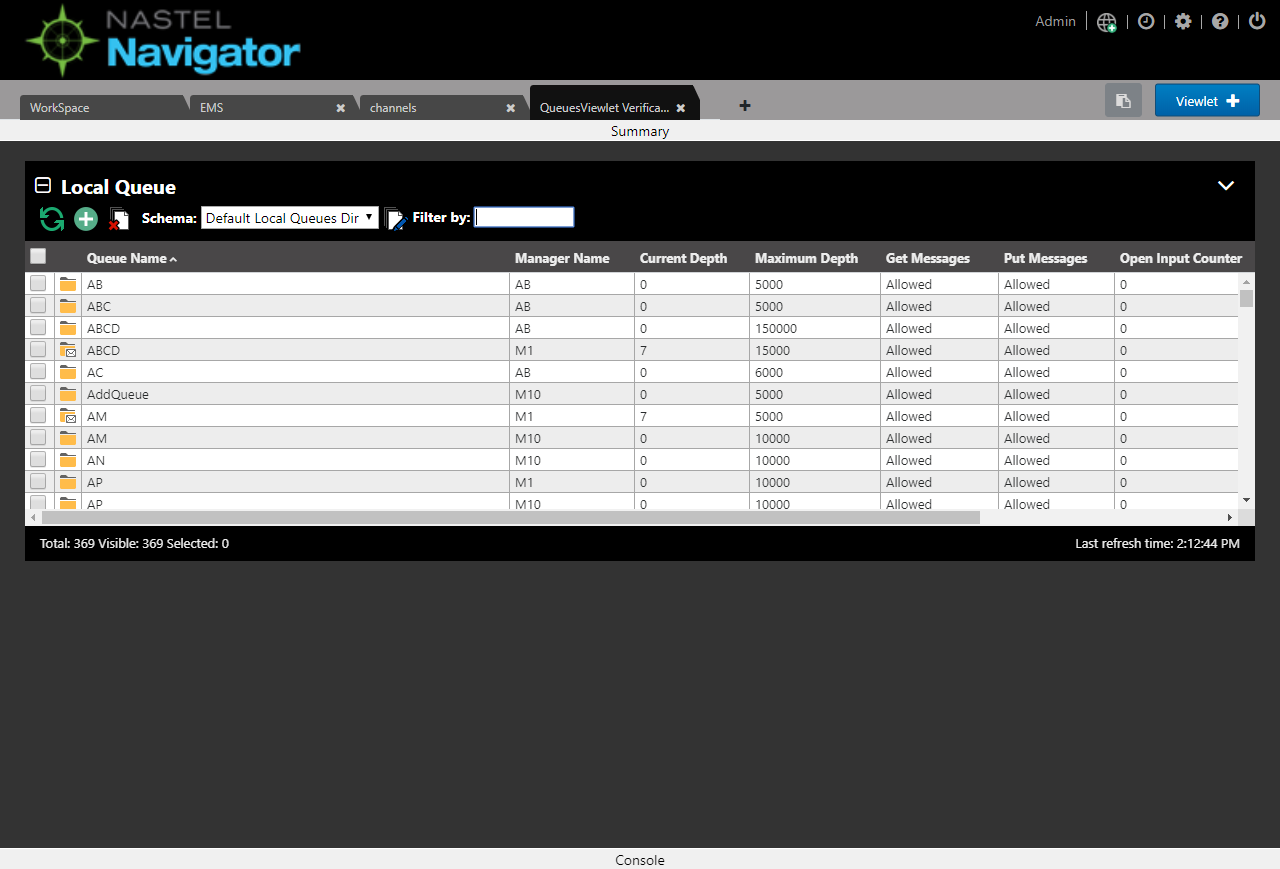 NASTEL
Navigator
Admin
WorkSpace EMS channels QueuesViewlet Verifica... Viewlet
Summary
Local Queue
Schema: Default Local Queues Dir Filter by:
Queue Name Manager Name Current Depth Maximum Depth Get Messages Put Messages Open Input Counter
AB AB 0 5000 Allowed Allowed 0
ABC AB 0 5000 Allowed Allowed 0
ABCD AB 0 150000 Allowed Allowed 0
ABCD M1 7 15000 Allowed Allowed 0
AC AB 0 6000 Allowed Allowed 0
AddQueue M10 0 5000 Allowed Allowed 0
AM M1 7 5000 Allowed Allowed 0
AM M10 0 10000 Allowed Allowed 0
AN M10 0 10000 Allowed Allowed 0
AP M1 0 10000 Allowed Allowed 0
AP M10 0 10000 Allowed Allowed 0
Total: 369 Visible: 369 Selected: 0 Last refresh time: 2:12:44 PM
Console